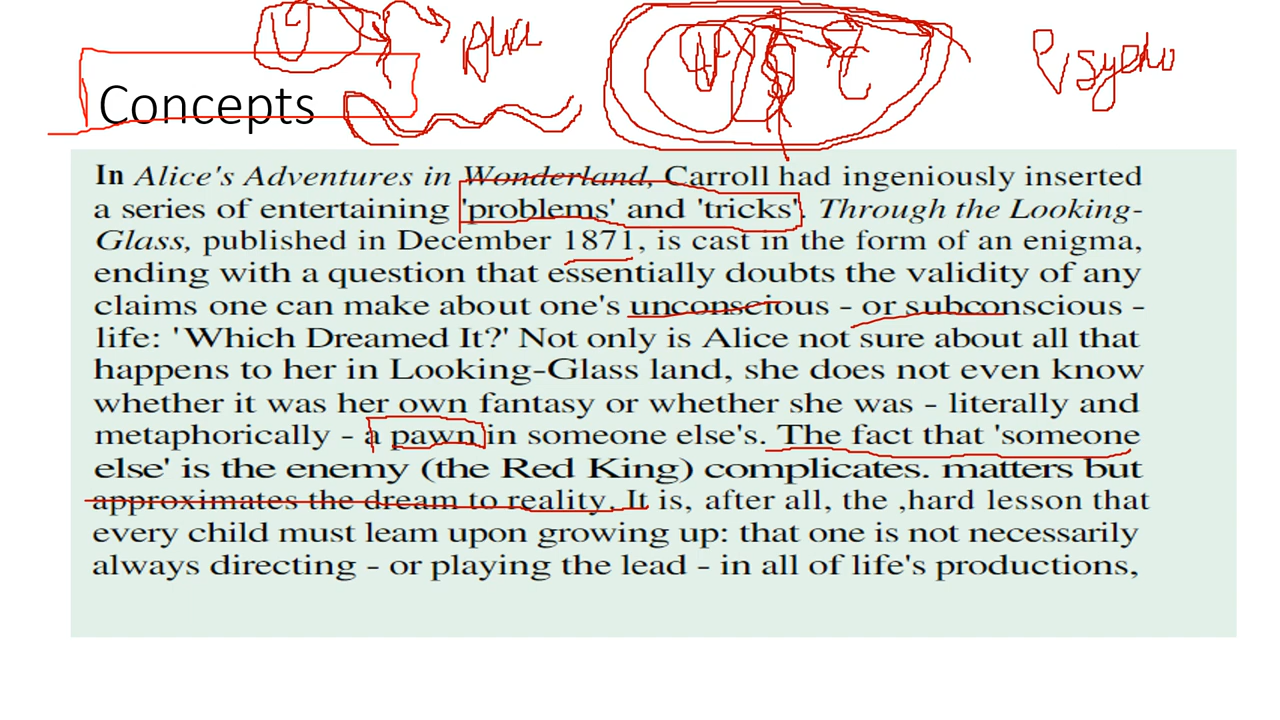 Alice
Psycho
Concepts
In Alice's Adventures in Wonderland, Carroll had ingeniously inserted
a series of entertaining 'problems' and 'tricks'. Through the Looking-
Glass, published in December 1871, is cast in the form of an enigma,
ending with a question that essentially doubts the validity of any
claims one can make about one's unconscious - or subconscious -
life: 'Which Dreamed It?' Not only is Alice not sure about all that
happens to her in Looking-Glass land, she does not even know
whether it was her own fantasy or whether she was - literally and
metaphorically - a pawn in someone else's. The fact that 'someone
else' is the enemy (the Red King) complicates. matters but
approximates the dream to reality. It is, after all, the ,hard lesson that
every child must leam upon growing up: that one is not necessarily
always directing - or playing the lead - in all of life's productions,